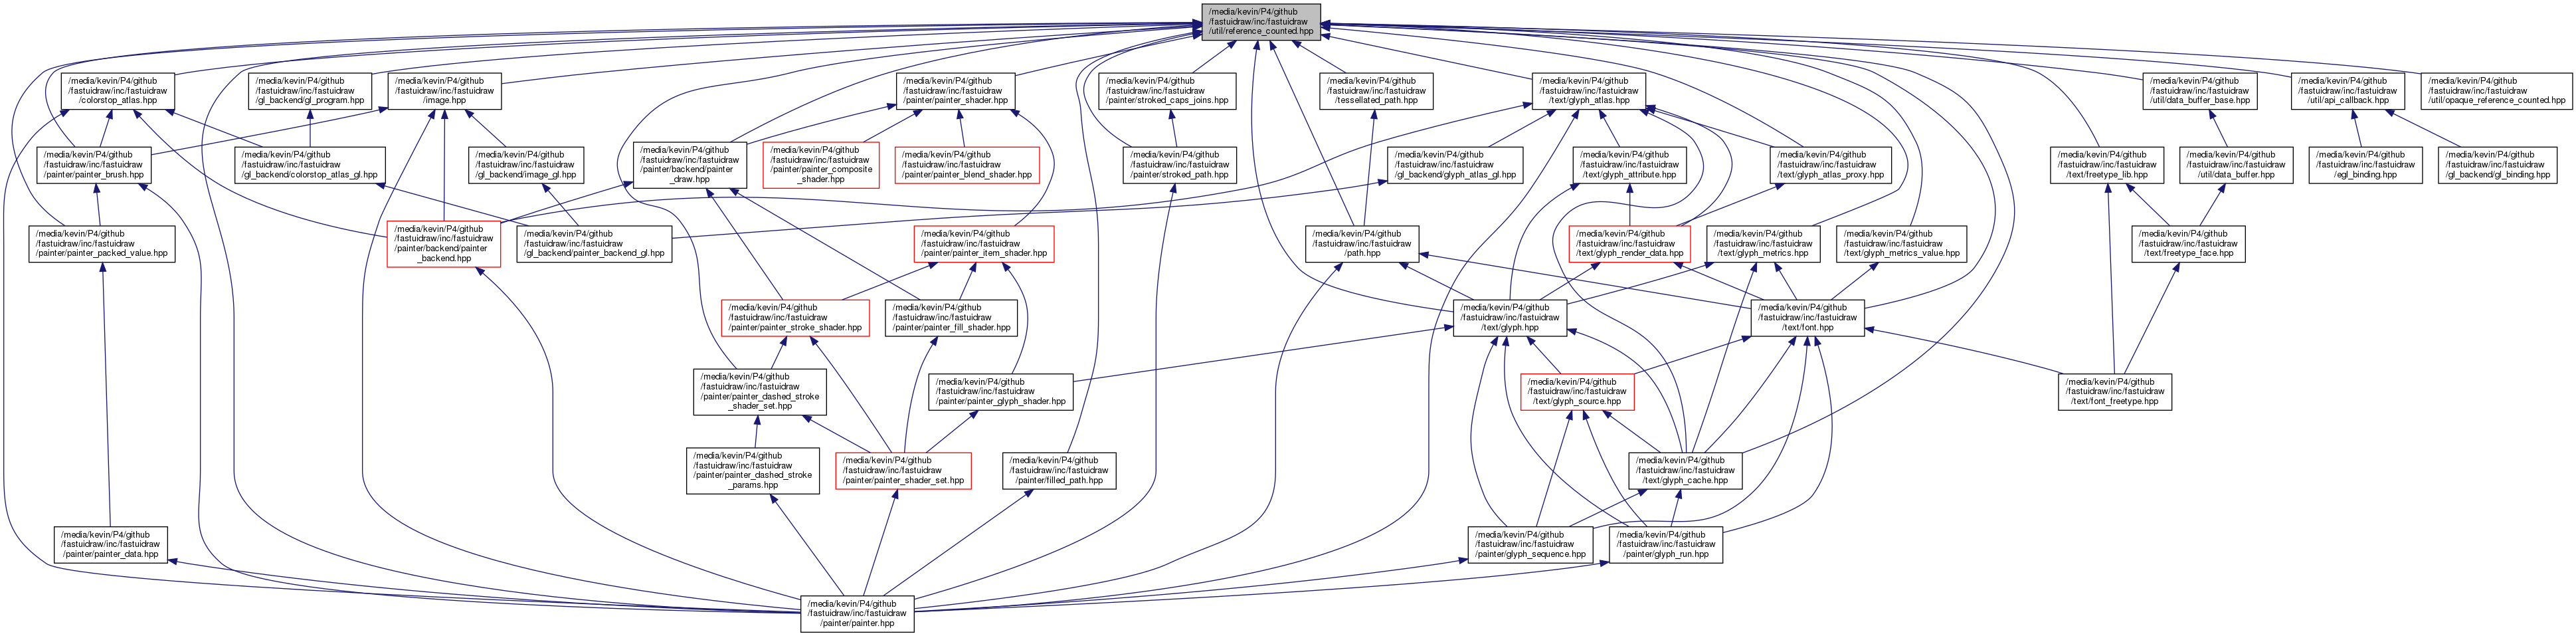 /media/kevin/P4/github
/fastuidraw/inc/fastuidraw
/util/reference_counted.hpp
/media/kevin/P4/github
/fastuidraw/inc/fastuidraw
/colorstop_atlas.hpp
/media/kevin/P4/github
/fastuidraw/inc/fastuidraw
/gl_backend/gl_program.hpp
/media/kevin/P4/github
/fastuidraw/inc/fastuidraw
/image.hpp
/media/kevin/P4/github
/fastuidraw/inc/fastuidraw
/painter/painter_shader.hpp
/media/kevin/P4/github
/fastuidraw/inc/fastuidraw
/painter/stroked_caps_joins.hpp
/media/kevin/P4/github
/fastuidraw/inc/fastuidraw
/tessellated_path.hpp
/media/kevin/P4/github
/fastuidraw/inc/fastuidraw
/text/glyph_atlas.hpp
/media/kevin/P4/github
/fastuidraw/inc/fastuidraw
/util/data_buffer_base.hpp
/media/kevin/P4/github
/fastuidraw/inc/fastuidraw
/util/api_callback.hpp
/media/kevin/P4/github
/fastuidraw/inc/fastuidraw
/util/opaque_reference_counted.hpp
/media/kevin/P4/github
/fastuidraw/inc/fastuidraw
/painter/painter_brush.hpp
/media/kevin/P4/github
/fastuidraw/inc/fastuidraw
/gl_backend/colorstop_atlas_gl.hpp
/media/kevin/P4/github
/fastuidraw/inc/fastuidraw
/gl_backend/image_gl.hpp
/media/kevin/P4/github
/fastuidraw/inc/fastuidraw
/painter/backend/painter
_draw.hpp
/media/kevin/P4/github
/fastuidraw/inc/fastuidraw
/painter/painter_composite
_shader.hpp
/media/kevin/P4/github
/fastuidraw/inc/fastuidraw
/painter/painter_blend_shader.hpp
/media/kevin/P4/github
/fastuidraw/inc/fastuidraw
/painter/stroked_path.hpp
/media/kevin/P4/github
/fastuidraw/inc/fastuidraw
/gl_backend/glyph_atlas_gl.hpp
/media/kevin/P4/github
/fastuidraw/inc/fastuidraw
/text/glyph_attribute.hpp
/media/kevin/P4/github
/fastuidraw/inc/fastuidraw
/text/glyph_atlas_proxy.hpp
/media/kevin/P4/github
/fastuidraw/inc/fastuidraw
/text/freetype_lib.hpp
/media/kevin/P4/github
/fastuidraw/inc/fastuidraw
/util/data_buffer.hpp
/media/kevin/P4/github
/fastuidraw/inc/fastuidraw
/egl_binding.hpp
/media/kevin/P4/github
/fastuidraw/inc/fastuidraw
/gl_backend/gl_binding.hpp
/media/kevin/P4/github
/fastuidraw/inc/fastuidraw
/painter/painter_packed_value.hpp
/media/kevin/P4/github
/fastuidraw/inc/fastuidraw
/painter/backend/painter
_backend.hpp
/media/kevin/P4/github
/fastuidraw/inc/fastuidraw
/gl_backend/painter_backend_gl.hpp
/media/kevin/P4/github
/fastuidraw/inc/fastuidraw
/painter/painter_item_shader.hpp
/media/kevin/P4/github
/fastuidraw/inc/fastuidraw
/path.hpp
/media/kevin/P4/github
/fastuidraw/inc/fastuidraw
/text/glyph_render_data.hpp
/media/kevin/P4/github
/fastuidraw/inc/fastuidraw
/text/glyph_metrics.hpp
/media/kevin/P4/github
/fastuidraw/inc/fastuidraw
/text/glyph_metrics_value.hpp
/media/kevin/P4/github
/fastuidraw/inc/fastuidraw
/text/freetype_face.hpp
/media/kevin/P4/github
/fastuidraw/inc/fastuidraw
/painter/painter_stroke_shader.hpp
/media/kevin/P4/github
/fastuidraw/inc/fastuidraw
/painter/painter_fill_shader.hpp
/media/kevin/P4/github
/fastuidraw/inc/fastuidraw
/text/glyph.hpp
/media/kevin/P4/github
/fastuidraw/inc/fastuidraw
/text/font.hpp
/media/kevin/P4/github
/fastuidraw/inc/fastuidraw
/painter/painter_dashed_stroke
_shader_set.hpp
/media/kevin/P4/github
/fastuidraw/inc/fastuidraw
/painter/painter_glyph_shader.hpp
/media/kevin/P4/github
/fastuidraw/inc/fastuidraw
/text/glyph_source.hpp
/media/kevin/P4/github
/fastuidraw/inc/fastuidraw
/text/font_freetype.hpp
/media/kevin/P4/github
/fastuidraw/inc/fastuidraw
/painter/painter_dashed_stroke
_params.hpp
/media/kevin/P4/github
/fastuidraw/inc/fastuidraw
/painter/painter_shader_set.hpp
/media/kevin/P4/github
/fastuidraw/inc/fastuidraw
/painter/filled_path.hpp
/media/kevin/P4/github
/fastuidraw/inc/fastuidraw
/text/glyph_cache.hpp
/media/kevin/P4/github
/fastuidraw/inc/fastuidraw
/painter/painter_data.hpp
/media/kevin/P4/github
/fastuidraw/inc/fastuidraw
/painter/glyph_sequence.hpp
/media/kevin/P4/github
/fastuidraw/inc/fastuidraw
/painter/glyph_run.hpp
/media/kevin/P4/github
/fastuidraw/inc/fastuidraw
/painter/painter.hpp